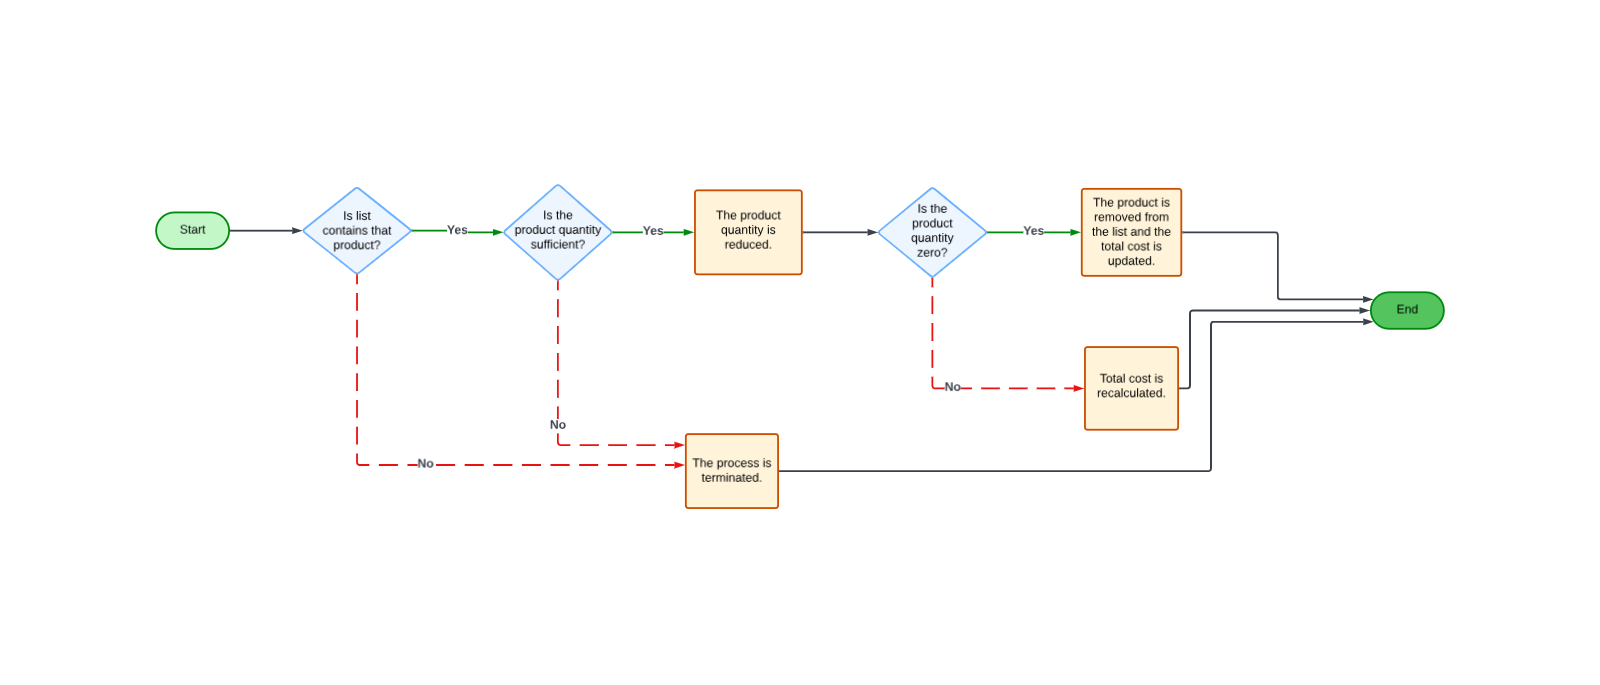 Start
Is list
contains that
product?
Yes
Is the
product quantity
sufficient?
Yes
The product
quantity is
reduced.
Is the
product
quantity
zero?
Yes
The product is
removed from
the list and the
total cost is
updated.
End
No
Total cost is
recalculated.
No
No
The process is
terminated.